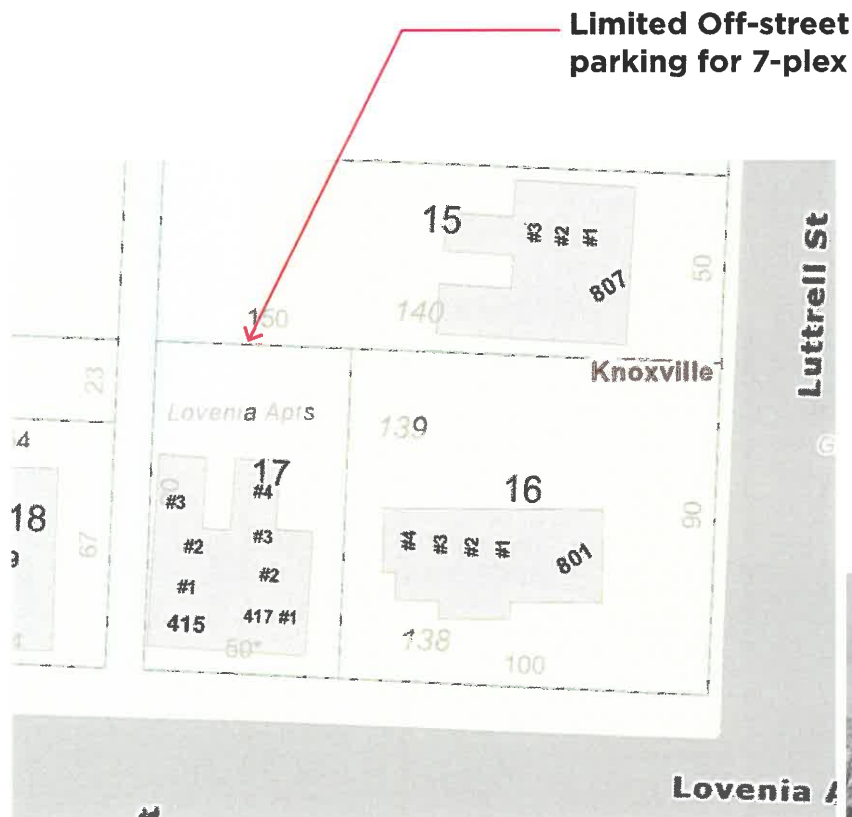 Limited Off-street
parking for 7-plex
15
#3 #2 #1
807
50
Luttrell St
150
140
Knoxville
23
Lovenia Apts
139
17
#4
#3
16
18
#2
#3
#4 #3 #2 #1
801
90
67
#1
#2
415
417 #1
138
100
Lovenia